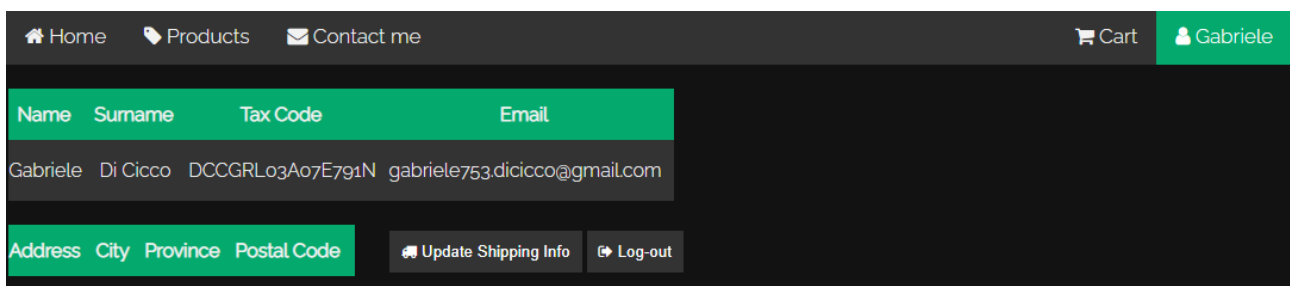 Home Products Contact me Cart Gabriele
Name Surname Tax Code Email
Gabriele Di Cicco DCCGRL03A07E791N gabriele753.dicicco@gmail.com
Address City Province Postal Code Update Shipping Info Log-out